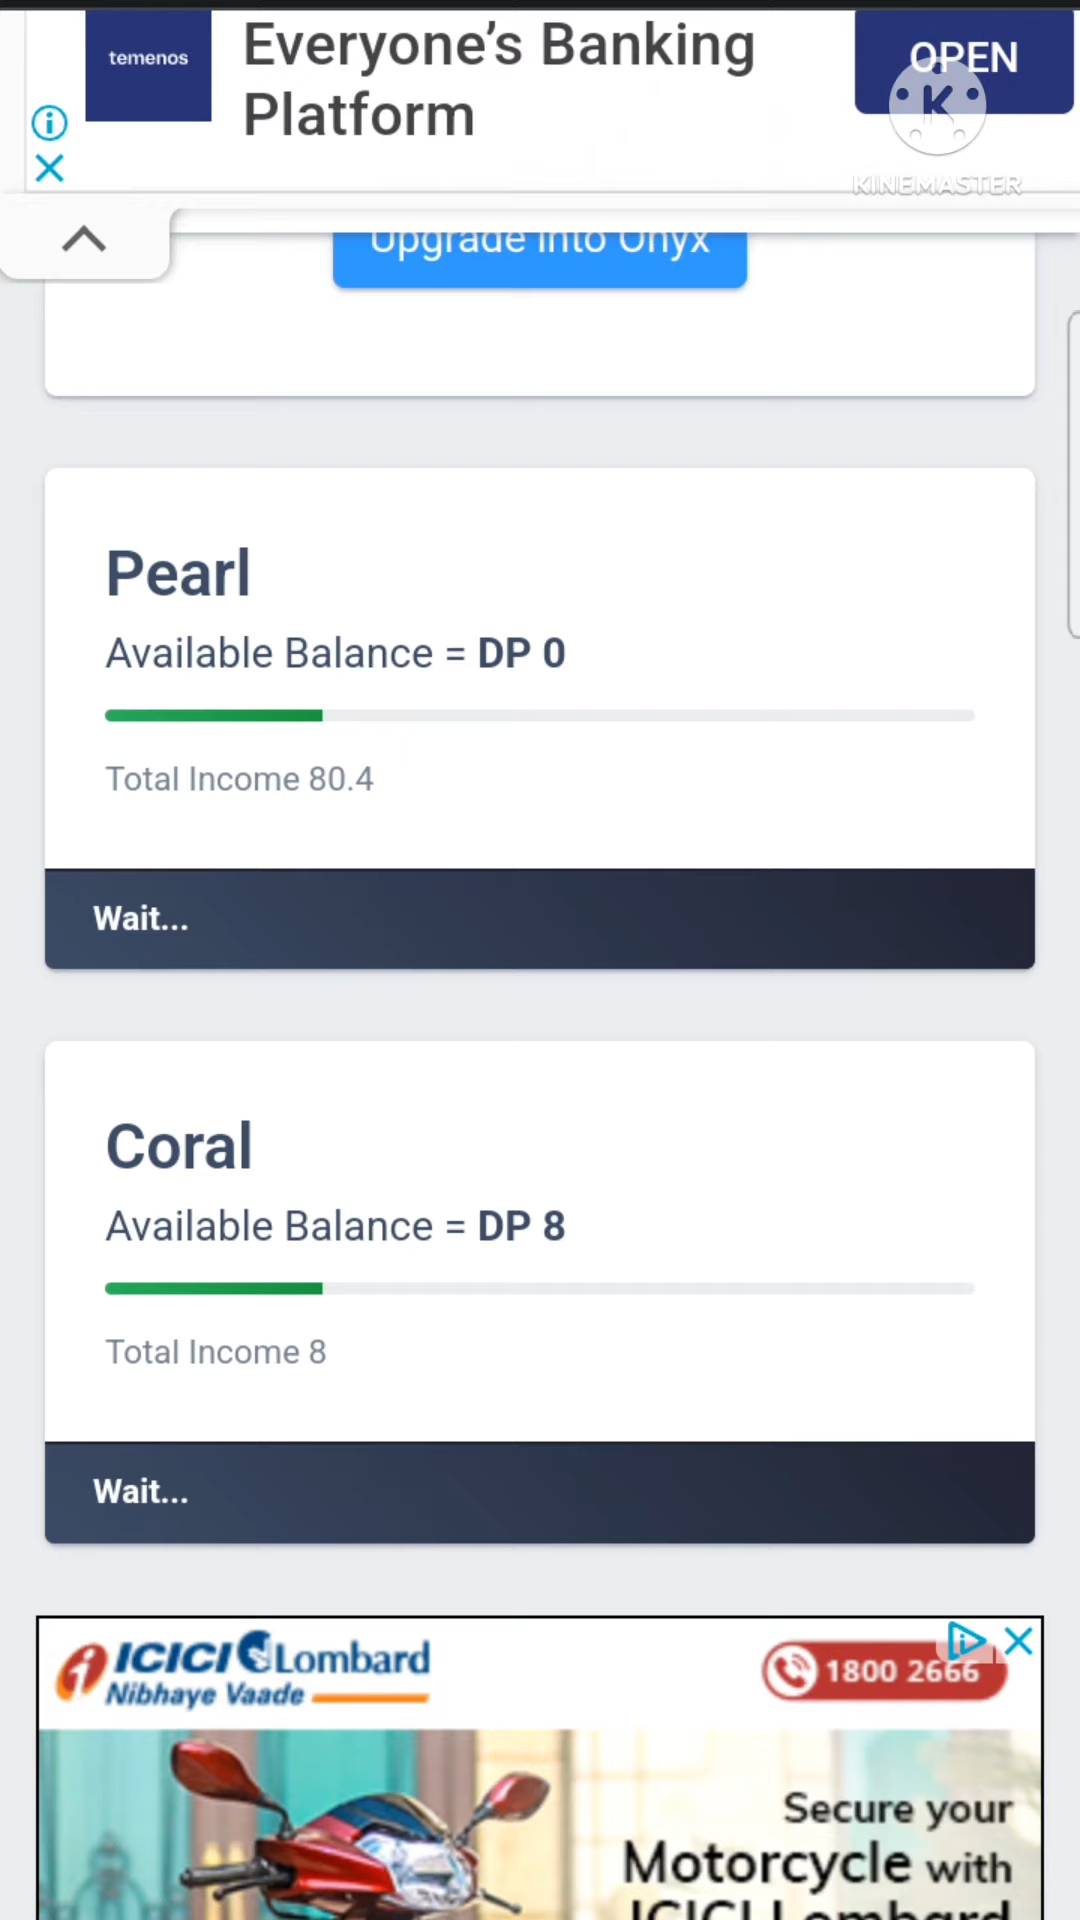 temenos
Everyone's Banking
Platform
OPEN
K
KINEMASTER
Upgrade into Onyx
Pearl
Available Balance = DP 0
Total Income 80.4
Wait...
Coral
Available Balance = DP 8
Total Income 8
Wait...
ICICI Lombard
Nibhaye Vaade
1800 2666
Secure your
Motorcycle with
ICICI Lombard